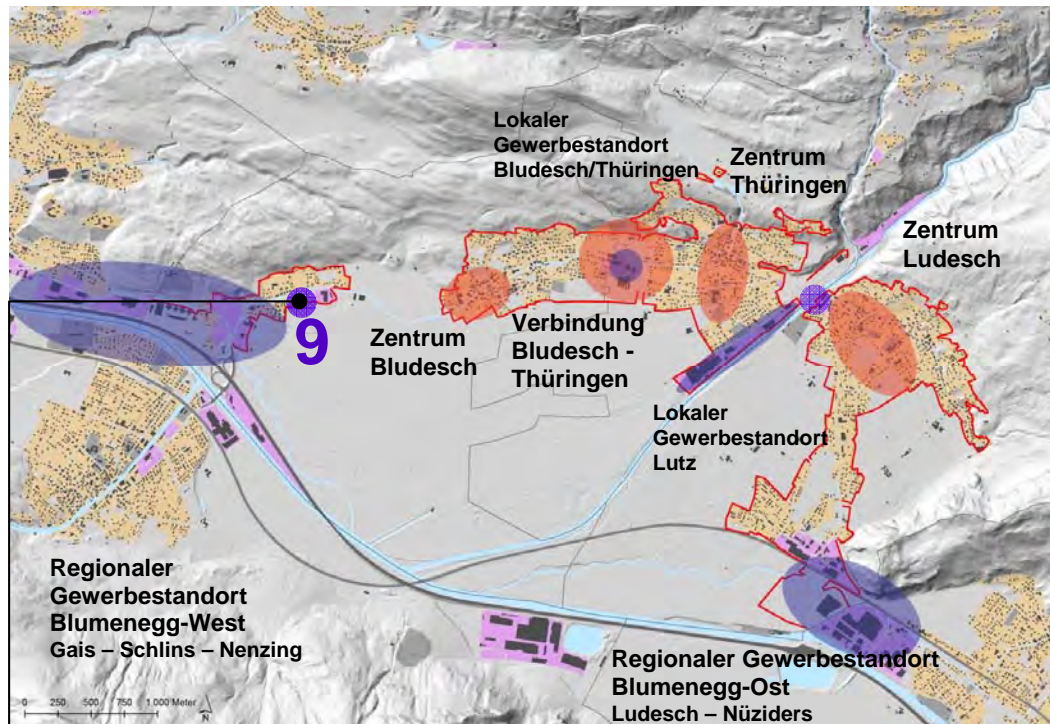 Lokaler
Gewerbestandort
Bludesch/Thüringen
Zentrum
Thüringen
Zentrum
Ludesch
9
Zentrum
Bludesch
Verbindung
Bludesch -
Thüringen
Lokaler
Gewerbestandort
Lutz
Regionaler
Gewerbestandort
Blumenegg-West
Gais – Schlins – Nenzing
Regionaler Gewerbestandort
Blumenegg-Ost
Ludesch – Nüziders
0 250 500 750 1.000 Meter
N